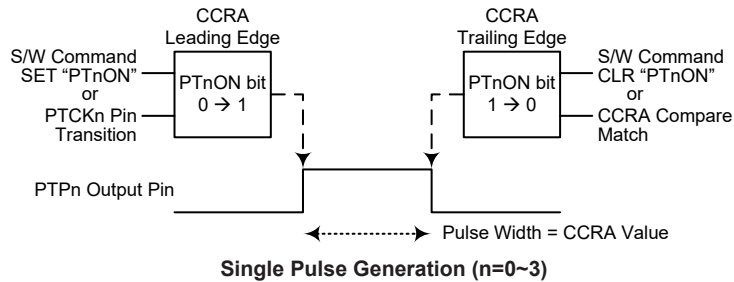 CCRA
Leading Edge
CCRA
Trailing Edge
S/W Command
SET “PTnON”
or
PTCKn Pin
Transition
PTnON bit
0 → 1
PTnON bit
1 → 0
S/W Command
CLR “PTnON”
or
CCRA Compare
Match
PTPn Output Pin
Pulse Width = CCRA Value
Single Pulse Generation (n=0~3)